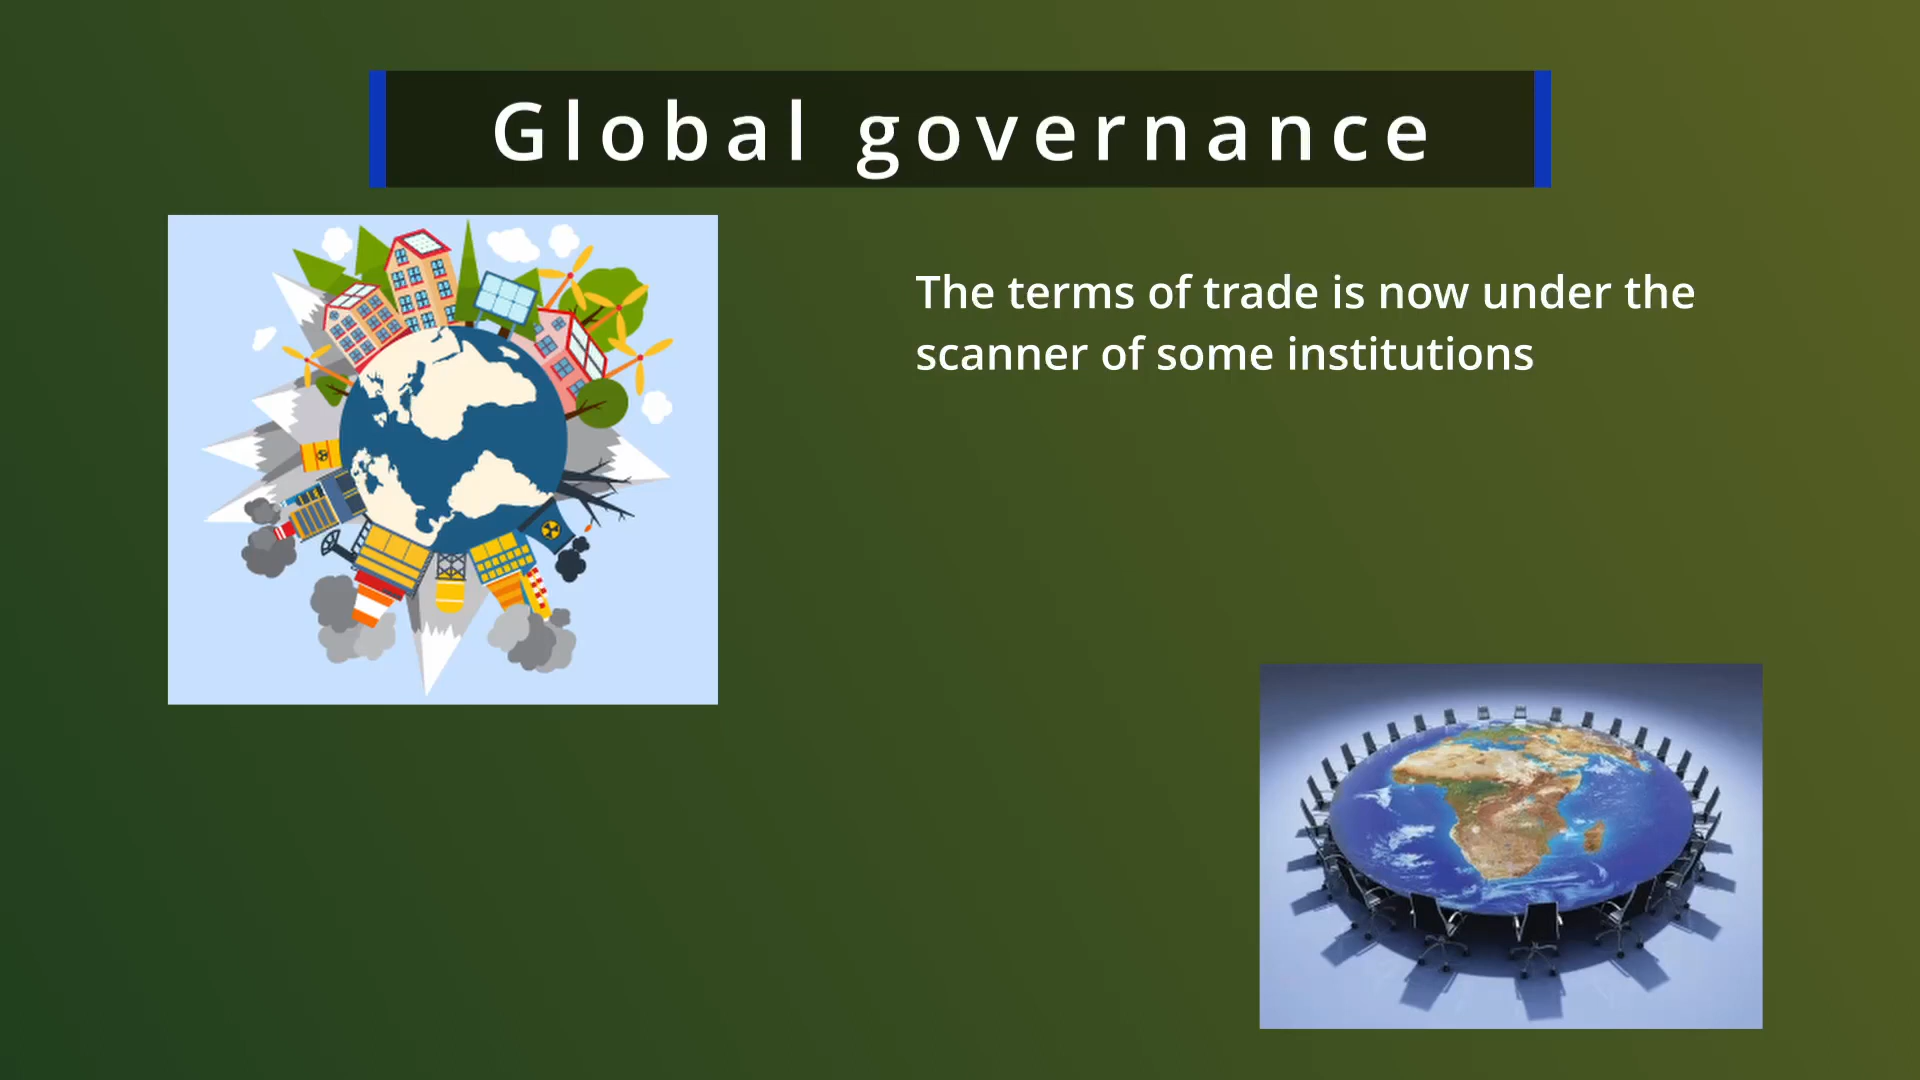 Global governance
The terms of trade is now under the
scanner of some institutions